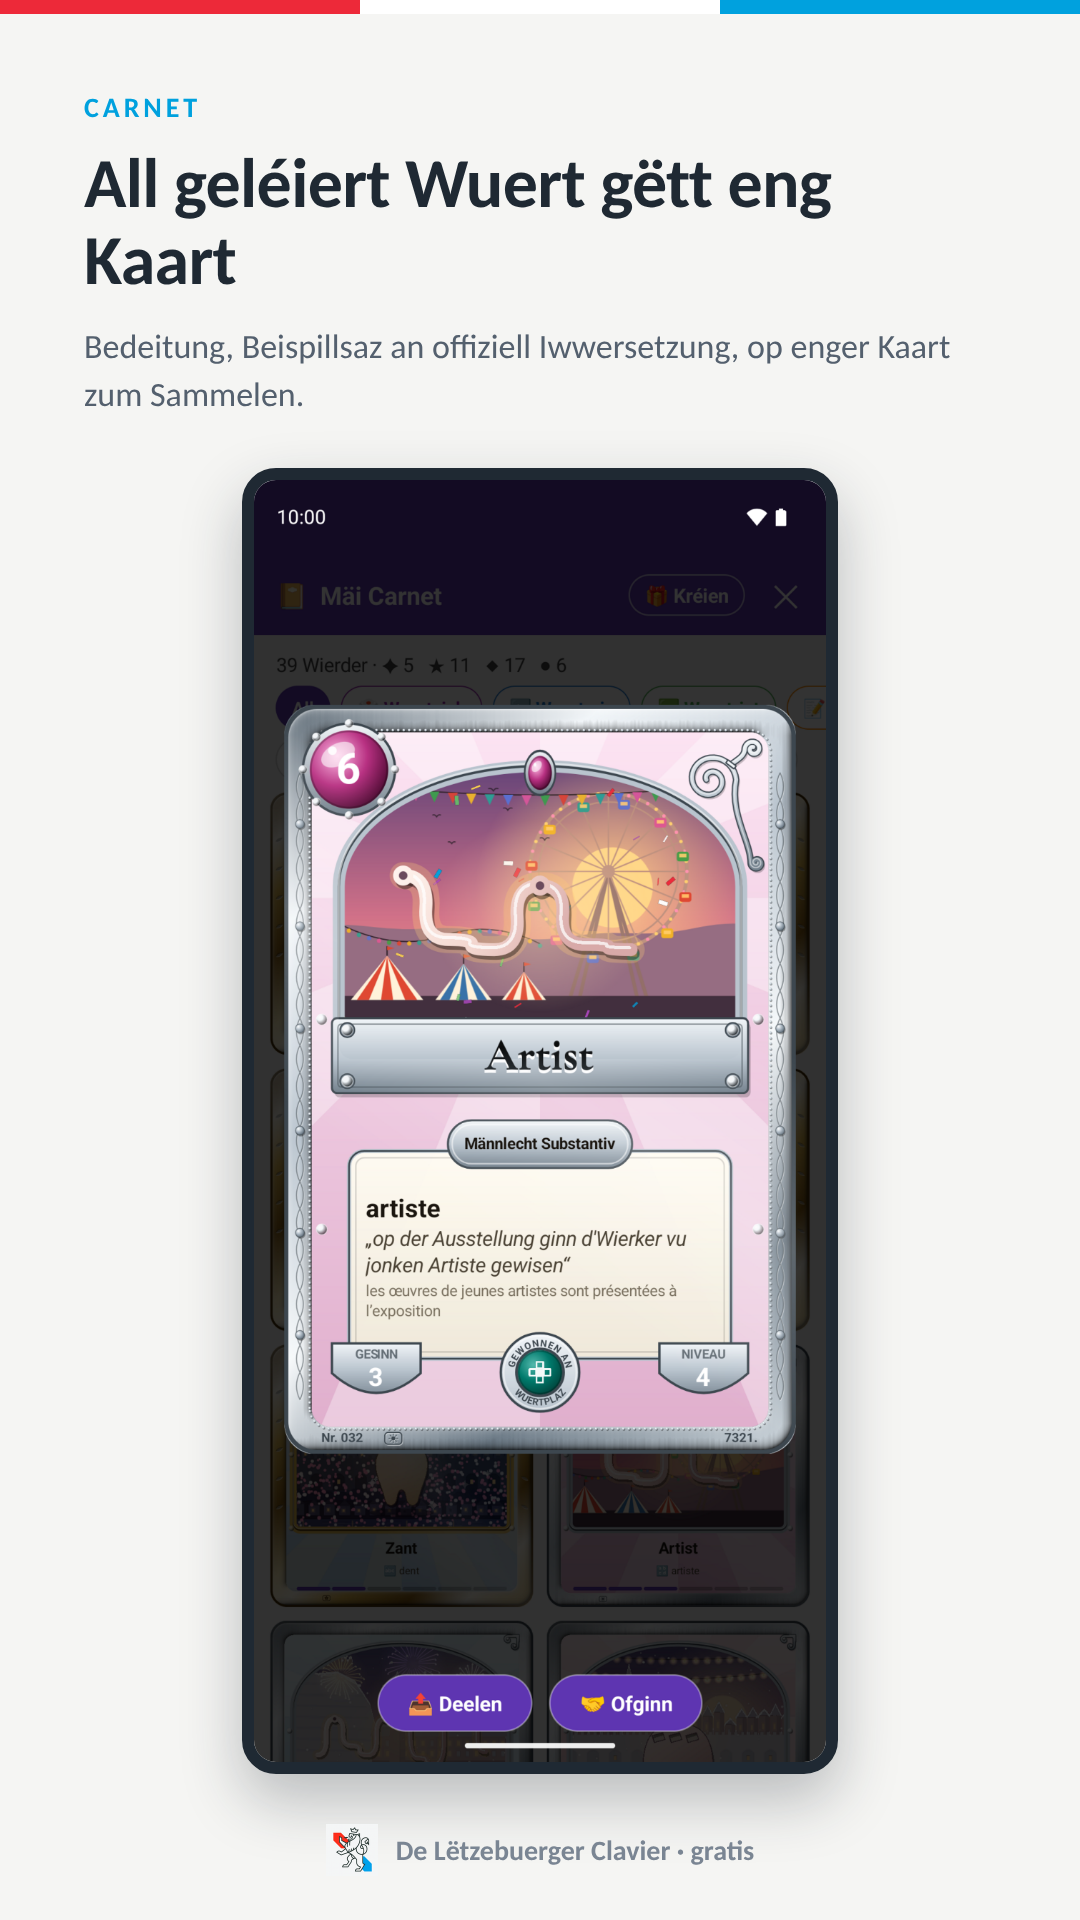 CARNET
All geléiert Wuert gëtt eng
Kaart
Bedeitung, Beispillsaz an offiziell Iwwersetzung, op enger Kaart
zum Sammelen.
10:00
Mäi Carnet
Kréien
39 Wierder · 5 11 17 6
6
Artist
Männlecht Substantiv
artiste
„op der Ausstellung ginn d'Wierker vu
jonken Artiste gewisen“
les œuvres de jeunes artistes sont présentées à
l'exposition
GESINN
3
GEWONNEN AN
WUERTPLAZ
NIVEAU
4
Nr. 032
7321.
Zant
dent
Artist
artiste
Deelen
Ofginn
De Lëtzebuerger Clavier · gratis